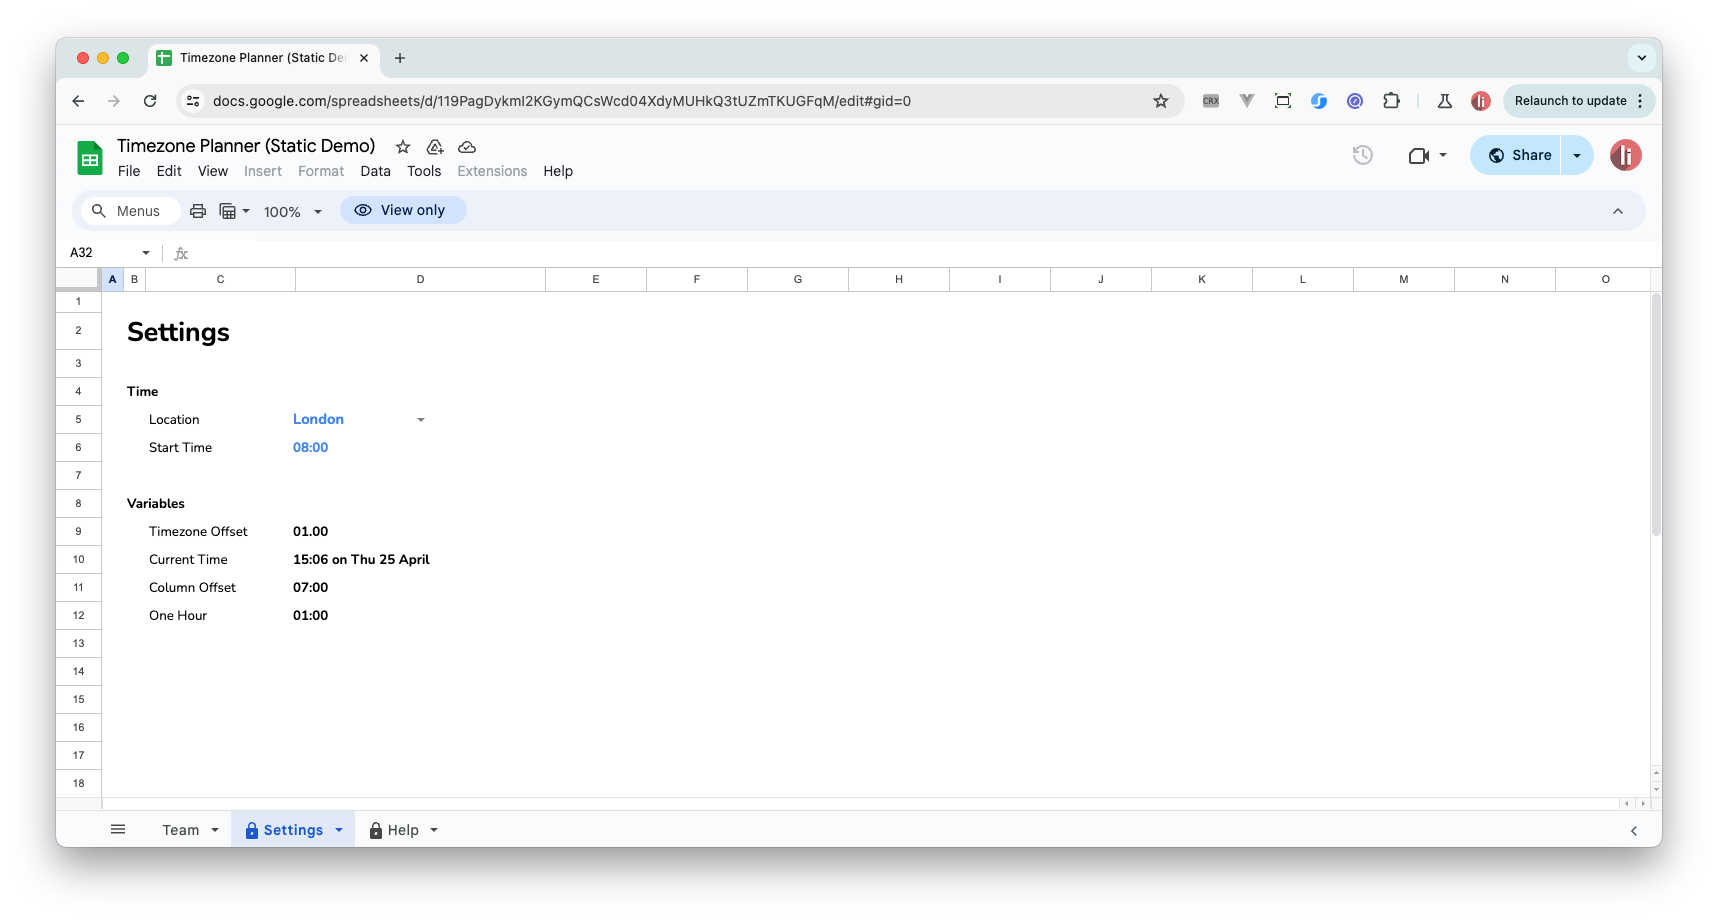 Timezone Planner (Static De
docs.google.com/spreadsheets/d/119PagDykml2KGymQCsWcd04XdyMUHkQ3tUZmTKUGFqM/edit#gid=0
CRX
Relaunch to update
Timezone Planner (Static Demo)
File Edit View Insert Format Data Tools Extensions Help
Share
Menus
100%
View only
A32
fx
A B C D E F G H I J K L M N O
1
2 Settings
3
4 Time
5 Location London
6 Start Time 08:00
7
8 Variables
9 Timezone Offset 01.00
10 Current Time 15:06 on Thu 25 April
11 Column Offset 07:00
12 One Hour 01:00
13
14
15
16
17
18
Team Settings Help